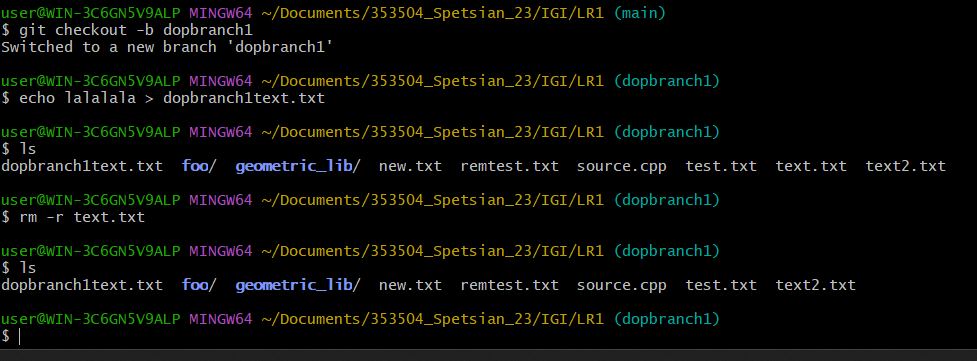 user@WIN-3C6GN5V9ALP MINGW64 ~/Documents/353504_Spetsian_23/IGI/LR1 (main)
$ git checkout -b dopbranch1
Switched to a new branch 'dopbranch1'
user@WIN-3C6GN5V9ALP MINGW64 ~/Documents/353504_Spetsian_23/IGI/LR1 (dopbranch1)
$ echo lalalala > dopbranch1text.txt
user@WIN-3C6GN5V9ALP MINGW64 ~/Documents/353504_Spetsian_23/IGI/LR1 (dopbranch1)
$ ls
dopbranch1text.txt  foo/  geometric_lib/  new.txt  remtest.txt  source.cpp  test.txt  text.txt  text2.txt
user@WIN-3C6GN5V9ALP MINGW64 ~/Documents/353504_Spetsian_23/IGI/LR1 (dopbranch1)
$ rm -r text.txt
user@WIN-3C6GN5V9ALP MINGW64 ~/Documents/353504_Spetsian_23/IGI/LR1 (dopbranch1)
$ ls
dopbranch1text.txt  foo/  geometric_lib/  new.txt  remtest.txt  source.cpp  test.txt  text2.txt
user@WIN-3C6GN5V9ALP MINGW64 ~/Documents/353504_Spetsian_23/IGI/LR1 (dopbranch1)
$